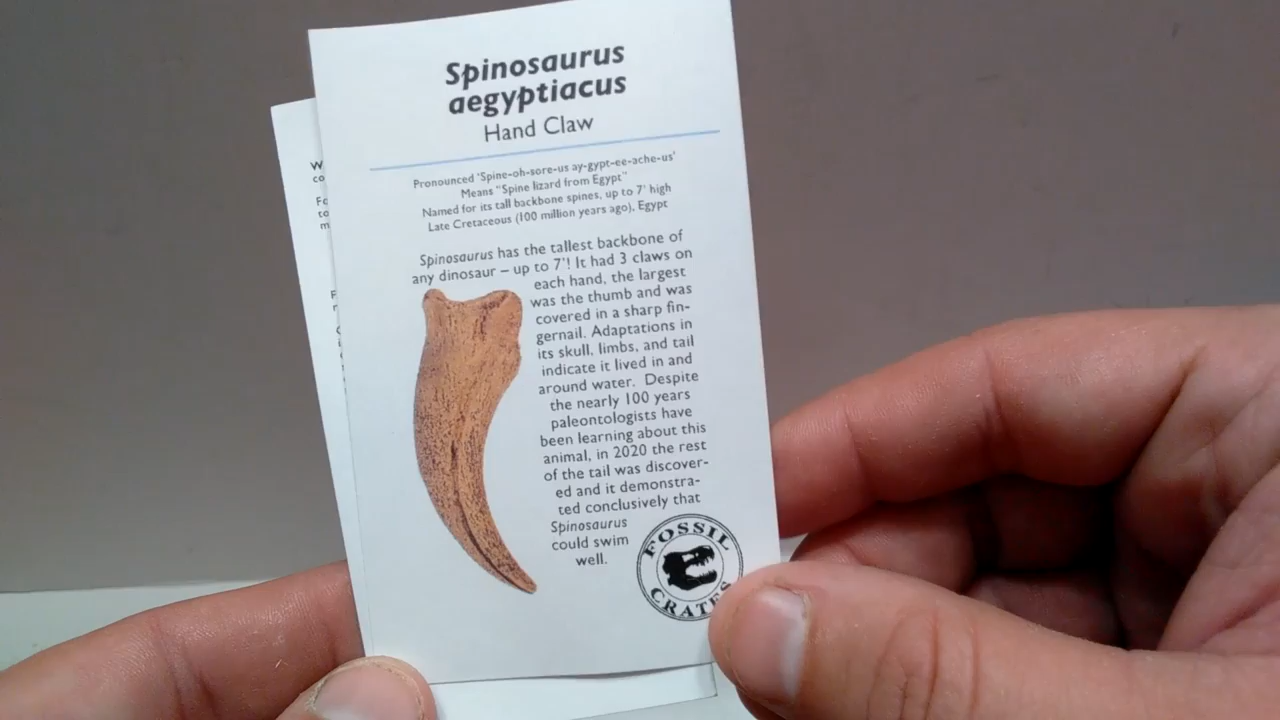 Spinosaurus
aegyptiacus
Hand Claw
Pronounced 'Spine-oh-sore-us ay-gypt-ee-ache-us'
Means "Spine lizard from Egypt"
Named for its tall backbone spines, up to 7' high
Late Cretaceous (100 million years ago), Egypt
Spinosaurus has the tallest backbone of
any dinosaur – up to 7'! It had 3 claws on
each hand, the largest
was the thumb and was
covered in a sharp fin-
gernail. Adaptations in
its skull, limbs, and tail
indicate it lived in and
around water. Despite
the nearly 100 years
paleontologists have
been learning about this
animal, in 2020 the rest
of the tail was discover-
ed and it demonstra-
ted conclusively that
Spinosaurus
could swim
well.
FOSSIL
CRATES